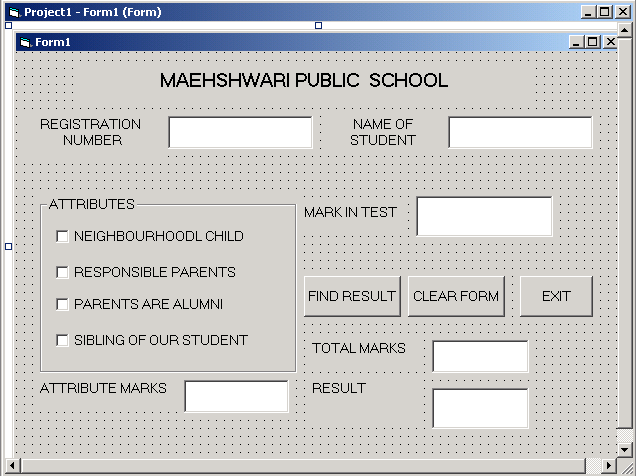 Project1 - Form1 (Form)
Form1
MAEHSHWARI PUBLIC SCHOOL
REGISTRATION
NUMBER
NAME OF
STUDENT
ATTRIBUTES
NEIGHBOURHOODL CHILD
RESPONSIBLE PARENTS
PARENTS ARE ALUMNI
SIBLING OF OUR STUDENT
MARK IN TEST
FIND RESULT
CLEAR FORM
EXIT
TOTAL MARKS
ATTRIBUTE MARKS
RESULT